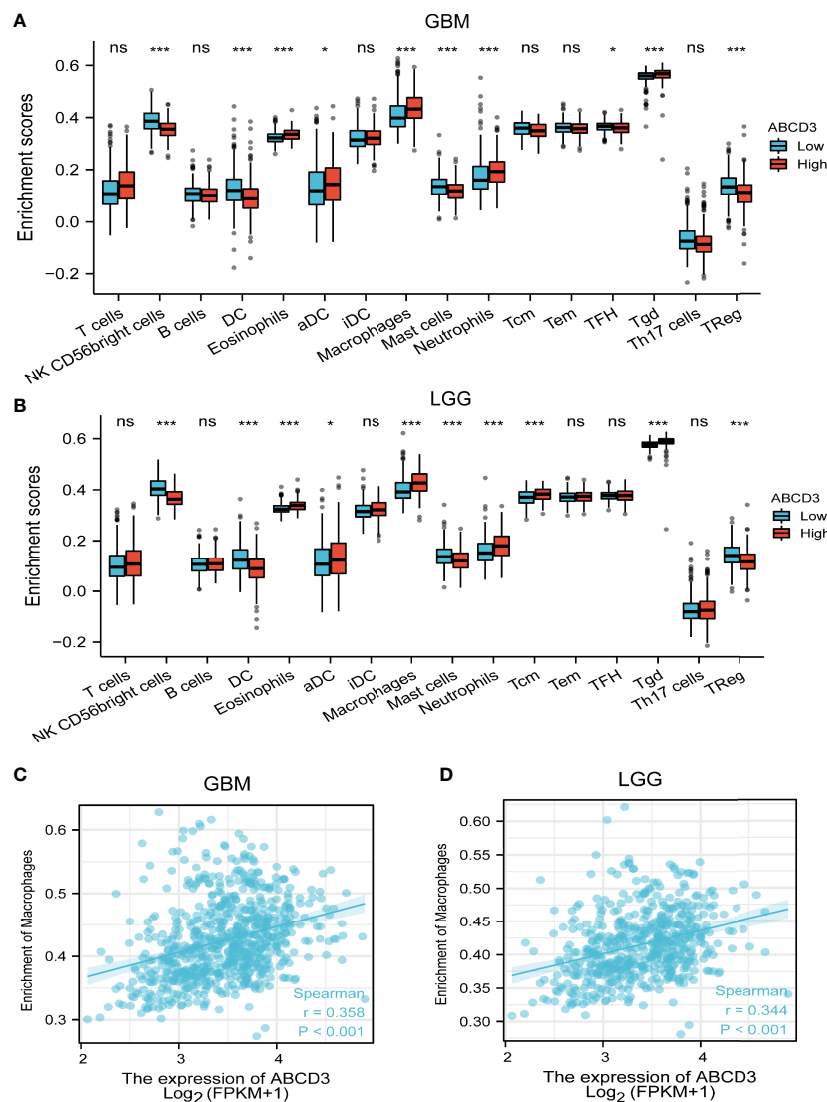 A
GBM
ns *** ns *** *** * ns *** *** *** ns ns * *** ns ***
Enrichment scores
0.6
0.4
0.2
0.0
−0.2
ABCD3
Low
High
T cells
NK CD56bright cells
B cells
DC
Eosinophils
aDC
iDC
Macrophages
Mast cells
Neutrophils
Tcm
Tem
TFH
Tgd
Th17 cells
TReg
B
LGG
ns *** ns *** *** * ns *** *** *** *** ns ns *** ns ***
Enrichment scores
0.6
0.4
0.2
0.0
−0.2
ABCD3
Low
High
T cells
NK CD56bright cells
B cells
DC
Eosinophils
aDC
iDC
Macrophages
Mast cells
Neutrophils
Tcm
Tem
TFH
Tgd
Th17 cells
TReg
C
GBM
Enrichment of Macrophages
0.6
0.5
0.4
0.3
Spearman
r = 0.358
P < 0.001
2 3 4
The expression of ABCD3
Log2 (FPKM+1)
D
LGG
Enrichment of Macrophages
0.60
0.55
0.50
0.45
0.40
0.35
0.30
Spearman
r = 0.344
P < 0.001
2 3 4
The expression of ABCD3
Log2 (FPKM+1)